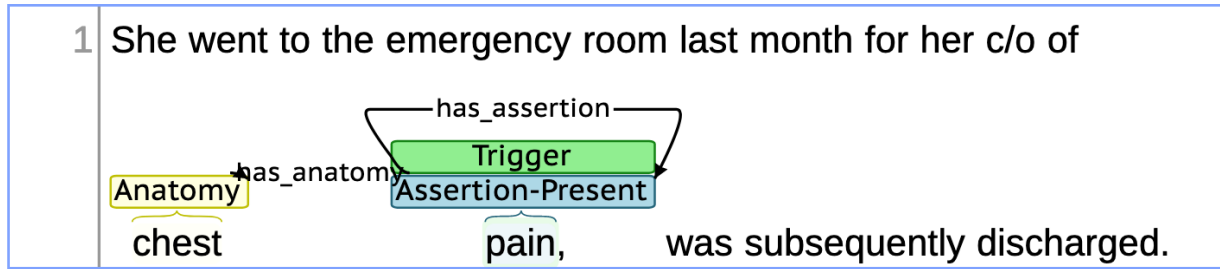 1 She went to the emergency room last month for her c/o of
has_assertion
Trigger
has_anatomy
Anatomy Assertion-Present
chest pain, was subsequently discharged.